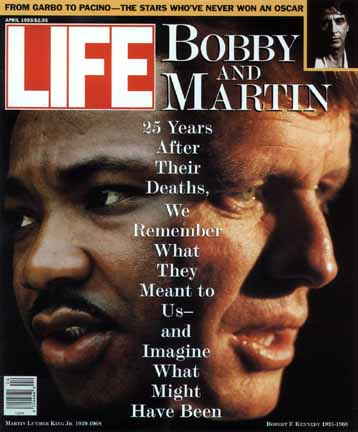 FROM GARBO TO PACINO—THE STARS WHO'VE NEVER WON AN OSCAR
APRIL 1993/$2.95
LIFE
BOBBY
AND
MARTIN
25 Years
After
Their
Deaths,
We
Remember
What
They
Meant to
Us–
and
Imagine
What
Might
Have Been
MARTIN LUTHER KING JR. 1929-1968
ROBERT F. KENNEDY 1925-1968